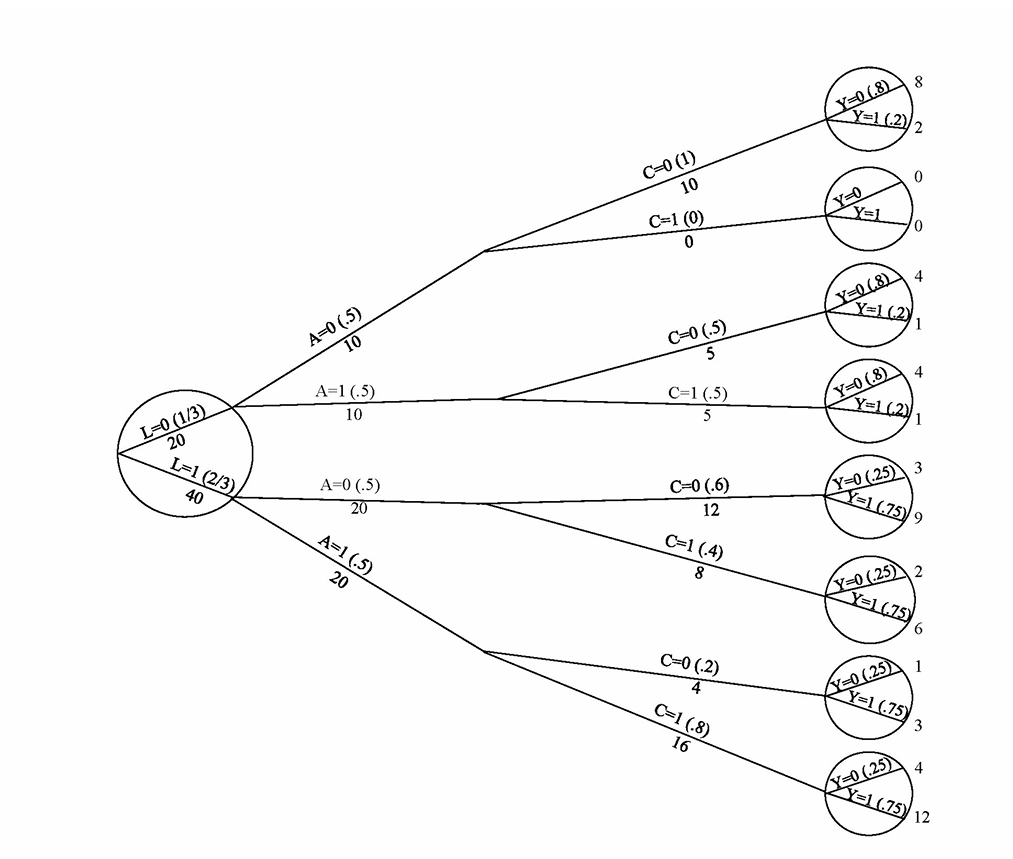 8
Y=0 (.8)
Y=1 (.2)
2
C=0 (1)
10
0
Y=0
Y=1
0
C=1 (0)
0
4
Y=0 (.8)
Y=1 (.2)
1
A=0 (.5)
10
C=0 (.5)
5
4
Y=0 (.8)
Y=1 (.2)
1
A=1 (.5)
10
C=1 (.5)
5
L=0 (1/3)
20
L=1 (2/3)
40
A=0 (.5)
20
C=0 (.6)
12
3
Y=0 (.25)
Y=1 (.75)
9
C=1 (.4)
8
2
Y=0 (.25)
Y=1 (.75)
6
A=1 (.5)
20
C=0 (.2)
4
1
Y=0 (.25)
Y=1 (.75)
3
C=1 (.8)
16
4
Y=0 (.25)
Y=1 (.75)
12